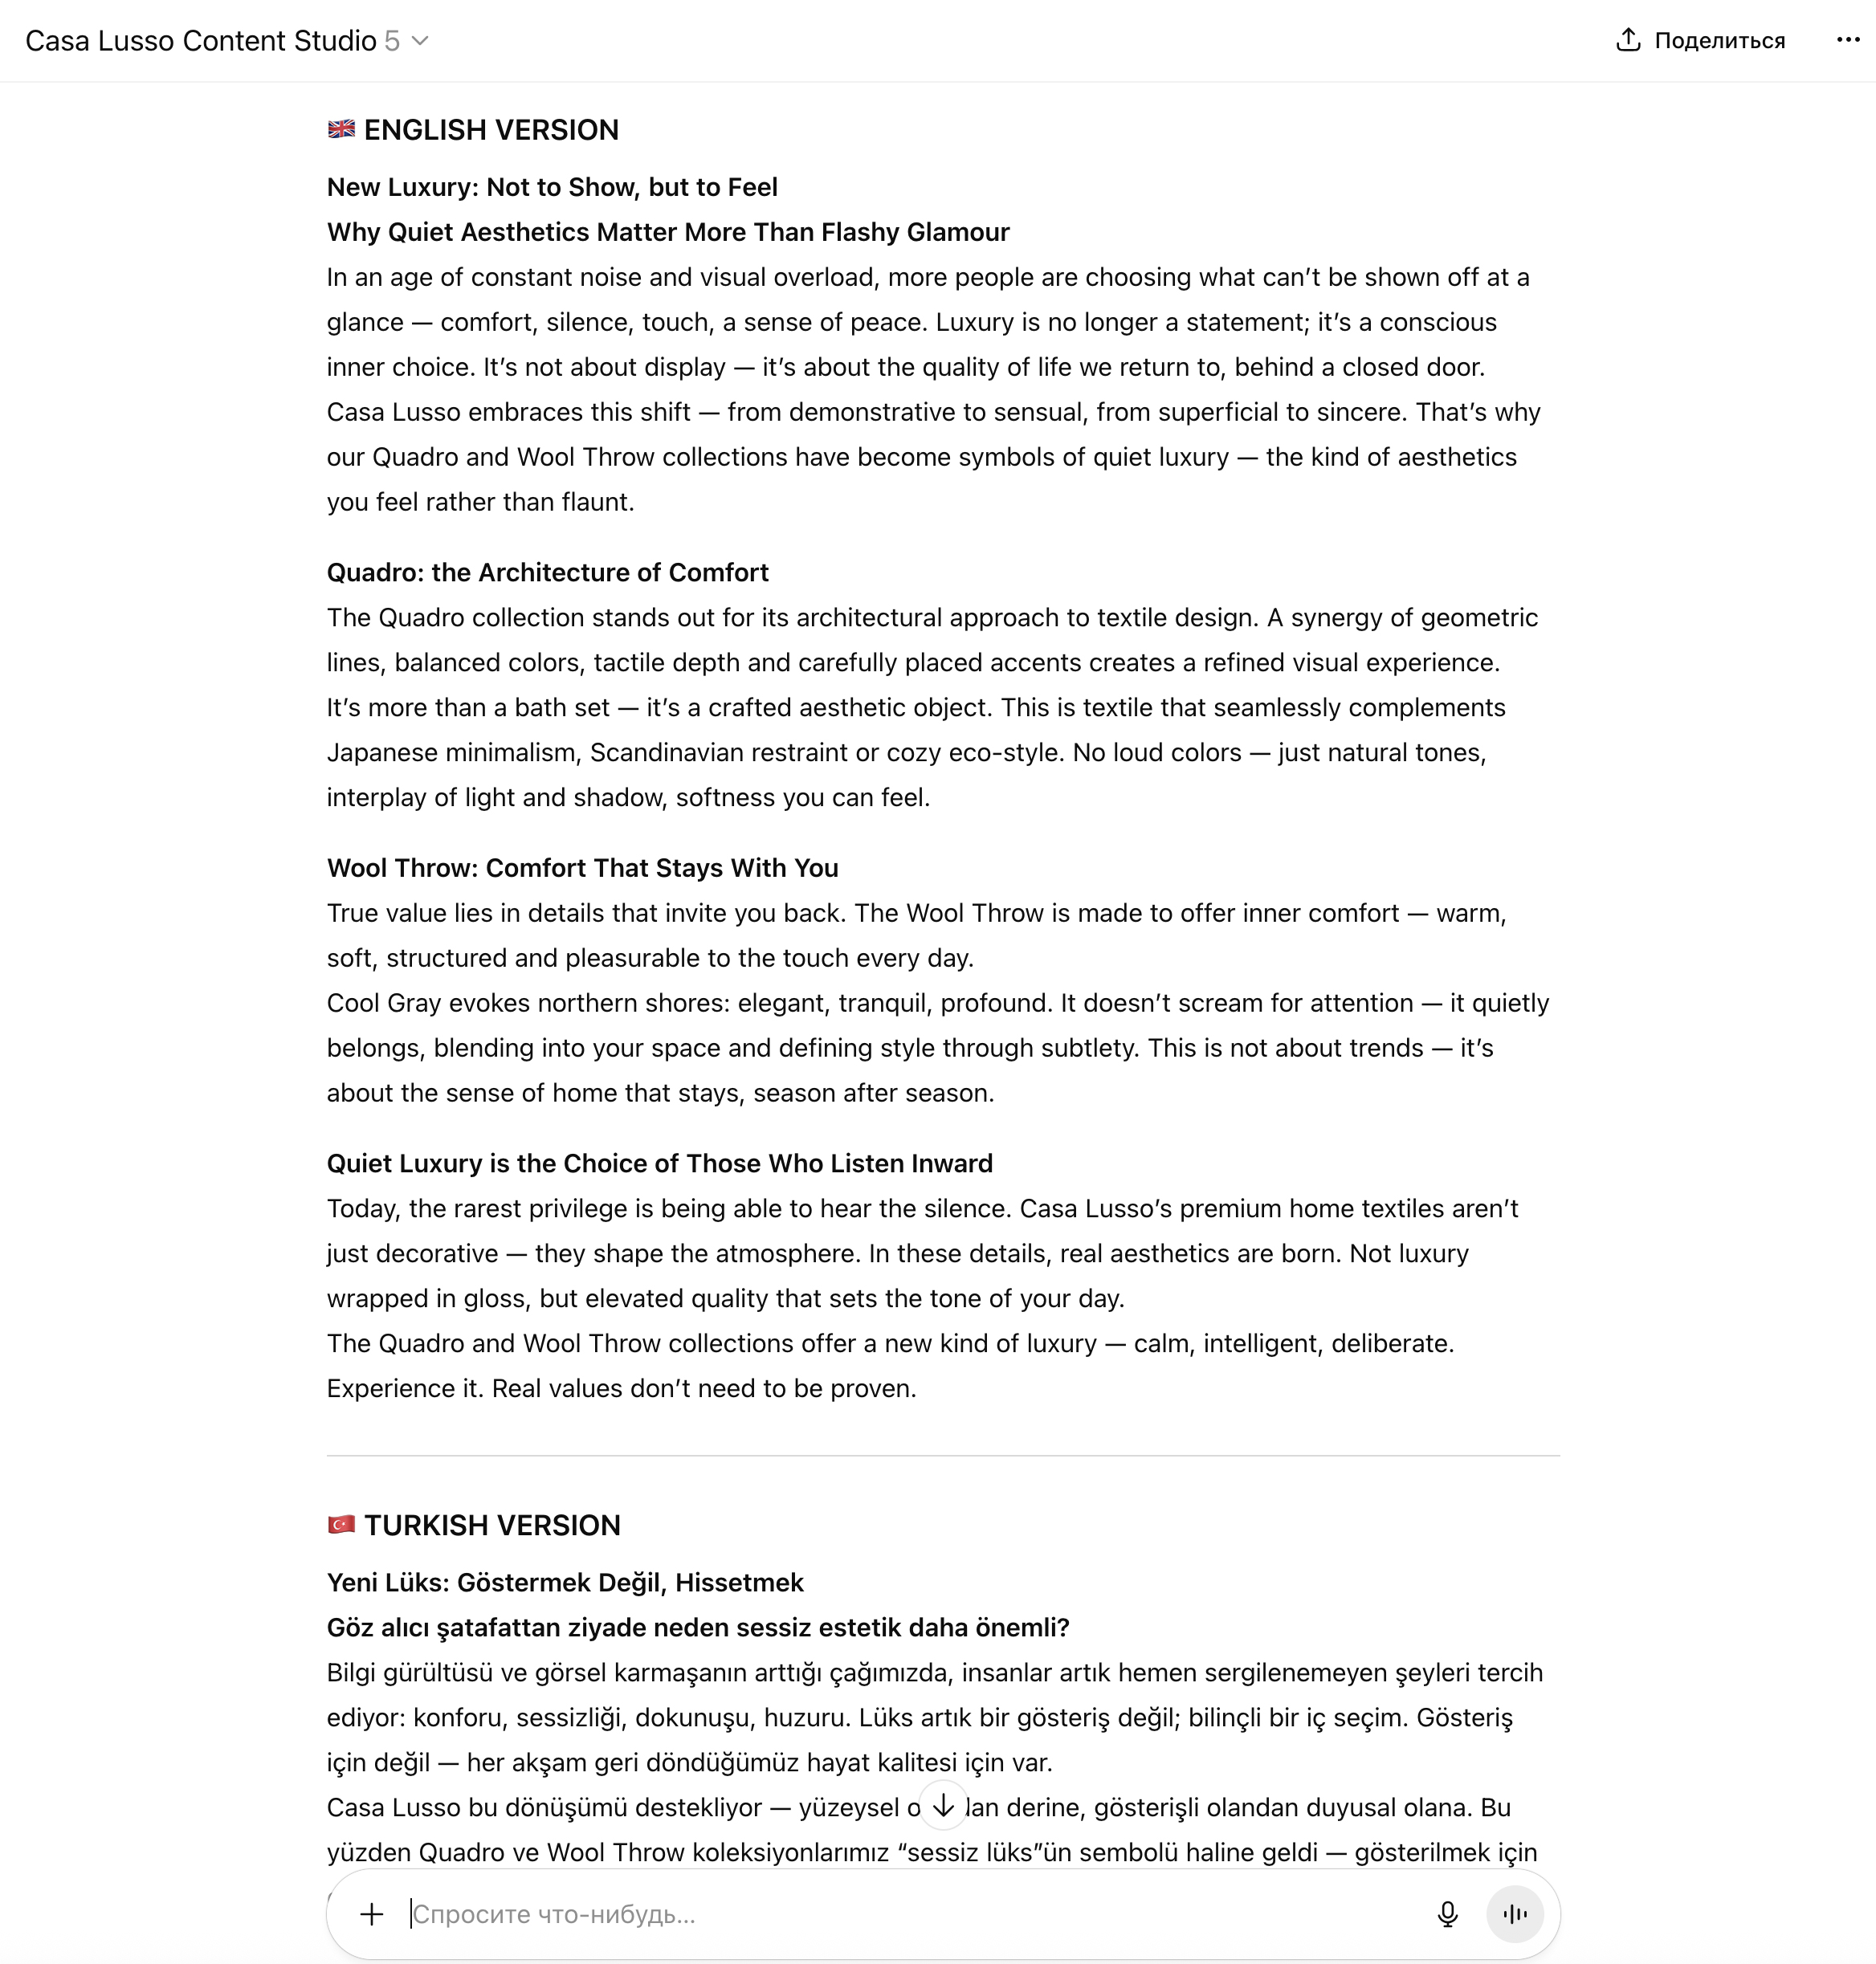 Casa Lusso Content Studio 5
Поделиться
🇬🇧 ENGLISH VERSION
New Luxury: Not to Show, but to Feel
Why Quiet Aesthetics Matter More Than Flashy Glamour
In an age of constant noise and visual overload, more people are choosing what can’t be shown off at a
glance — comfort, silence, touch, a sense of peace. Luxury is no longer a statement; it’s a conscious
inner choice. It’s not about display — it’s about the quality of life we return to, behind a closed door.
Casa Lusso embraces this shift — from demonstrative to sensual, from superficial to sincere. That’s why
our Quadro and Wool Throw collections have become symbols of quiet luxury — the kind of aesthetics
you feel rather than flaunt.
Quadro: the Architecture of Comfort
The Quadro collection stands out for its architectural approach to textile design. A synergy of geometric
lines, balanced colors, tactile depth and carefully placed accents creates a refined visual experience.
It’s more than a bath set — it’s a crafted aesthetic object. This is textile that seamlessly complements
Japanese minimalism, Scandinavian restraint or cozy eco-style. No loud colors — just natural tones,
interplay of light and shadow, softness you can feel.
Wool Throw: Comfort That Stays With You
True value lies in details that invite you back. The Wool Throw is made to offer inner comfort — warm,
soft, structured and pleasurable to the touch every day.
Cool Gray evokes northern shores: elegant, tranquil, profound. It doesn’t scream for attention — it quietly
belongs, blending into your space and defining style through subtlety. This is not about trends — it’s
about the sense of home that stays, season after season.
Quiet Luxury is the Choice of Those Who Listen Inward
Today, the rarest privilege is being able to hear the silence. Casa Lusso’s premium home textiles aren’t
just decorative — they shape the atmosphere. In these details, real aesthetics are born. Not luxury
wrapped in gloss, but elevated quality that sets the tone of your day.
The Quadro and Wool Throw collections offer a new kind of luxury — calm, intelligent, deliberate.
Experience it. Real values don’t need to be proven.
🇹🇷 TURKISH VERSION
Yeni Lüks: Göstermek Değil, Hissetmek
Göz alıcı şatafattan ziyade neden sessiz estetik daha önemli?
Bilgi gürültüsü ve görsel karmaşanın arttığı çağımızda, insanlar artık hemen sergilenemeyen şeyleri tercih
ediyor: konforu, sessizliği, dokunuşu, huzuru. Lüks artık bir gösteriş değil; bilinçli bir iç seçim. Gösteriş
için değil — her akşam geri döndüğümüz hayat kalitesi için var.
Casa Lusso bu dönüşümü destekliyor — yüzeysel derine, gösterişli olandan duyusal olana. Bu
yüzden Quadro ve Wool Throw koleksiyonlarımız “sessiz lüks”ün sembolü haline geldi — gösterilmek için
Спросите что-нибудь...